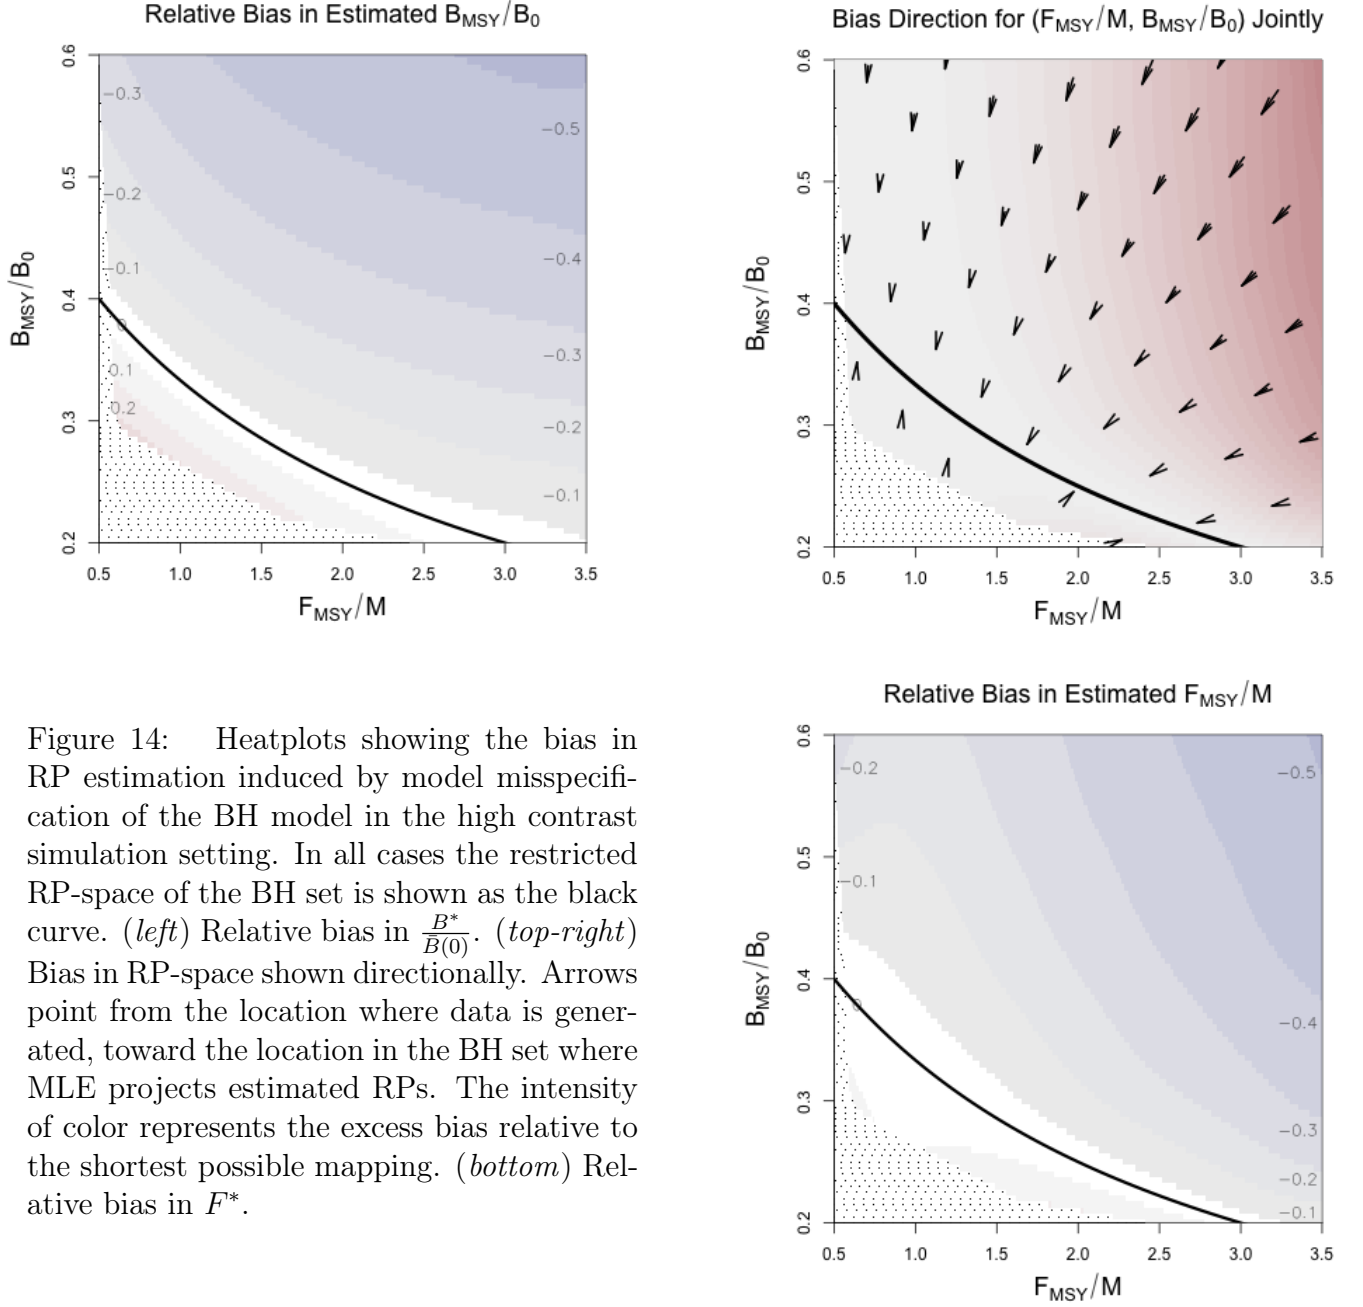 Relative Bias in Estimated B_MSY/B_0
0.6
0.5
0.4
0.3
0.2
B_MSY/B_0
−0.3
−0.2
−0.1
0
0.1
0.2
−0.5
−0.4
−0.3
−0.2
−0.1
0.5 1.0 1.5 2.0 2.5 3.0 3.5
F_MSY/M
Bias Direction for (F_MSY/M, B_MSY/B_0) Jointly
0.6
0.5
0.4
0.3
0.2
B_MSY/B_0
0.5 1.0 1.5 2.0 2.5 3.0 3.5
F_MSY/M
Figure 14: Heatplots showing the bias in
RP estimation induced by model misspecifi-
cation of the BH model in the high contrast
simulation setting. In all cases the restricted
RP-space of the BH set is shown as the black
curve. (left) Relative bias in B*/B̄(0). (top-right)
Bias in RP-space shown directionally. Arrows
point from the location where data is gener-
ated, toward the location in the BH set where
MLE projects estimated RPs. The intensity
of color represents the excess bias relative to
the shortest possible mapping. (bottom) Rel-
ative bias in F*.
Relative Bias in Estimated F_MSY/M
0.6
0.5
0.4
0.3
0.2
B_MSY/B_0
−0.2
−0.1
0
−0.5
−0.4
−0.3
−0.2
−0.1
0.5 1.0 1.5 2.0 2.5 3.0 3.5
F_MSY/M